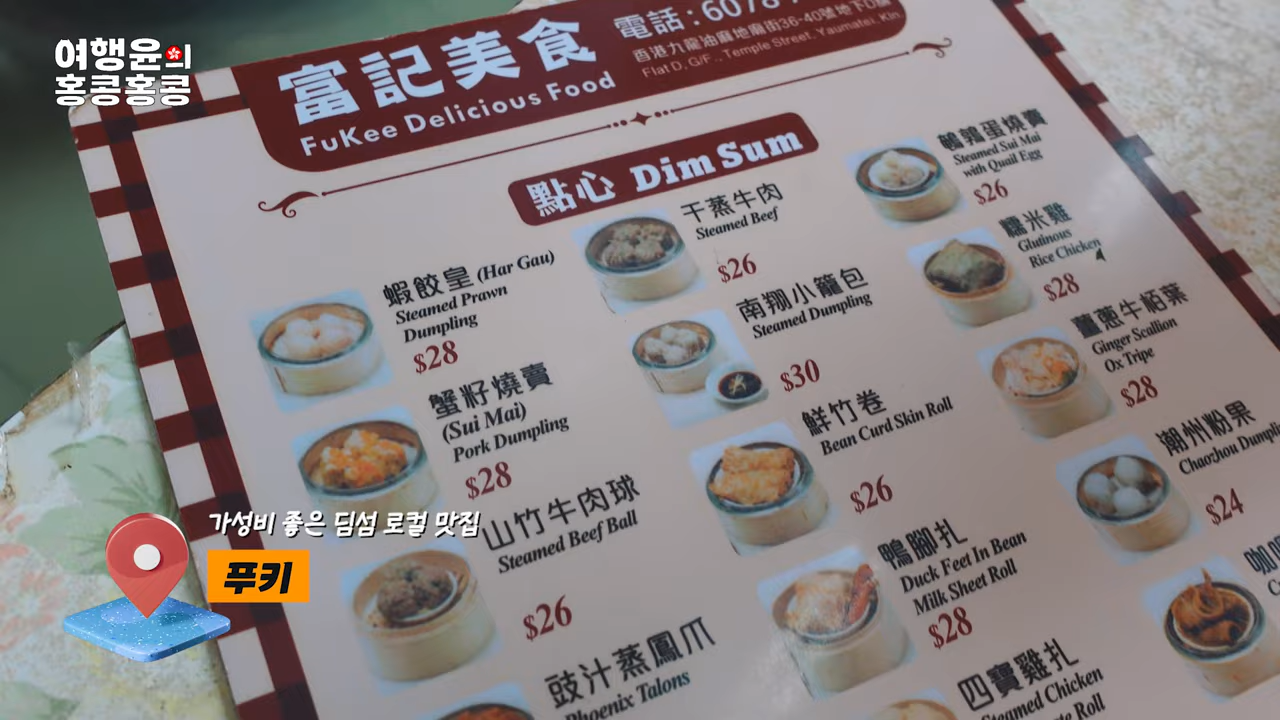 여행윤의
홍콩홍콩
富記美食
FuKee Delicious Food
電話:6078
香港九龍油麻地廟街36-40號地下D舖
Flat D, G/F., Temple Street, Yaumatei, Kln
點心 Dim Sum
蝦餃皇 (Har Gau)
Steamed Prawn
Dumpling
$28
蟹籽燒賣
(Sui Mai)
Pork Dumpling
$28
山竹牛肉球
Steamed Beef Ball
$26
豉汁蒸鳳爪
Phoenix Talons
干蒸牛肉
Steamed Beef
$26
南翔小籠包
Steamed Dumpling
$30
鮮竹卷
Bean Curd Skin Roll
$26
鴨腳扎
Duck Feet In Bean
Milk Sheet Roll
$28
四寶雞扎
Steamed Chicken
Roll
鵪鶉蛋燒賣
Steamed Sui Mai
with Quail Egg
$26
糯米雞
Glutinous
Rice Chicken
$28
薑蔥牛栢葉
Ginger Scallion
Ox Tripe
$28
潮州粉果
Chaozhou Dumpli
$24
가성비 좋은 딤섬 로컬 맛집
푸키